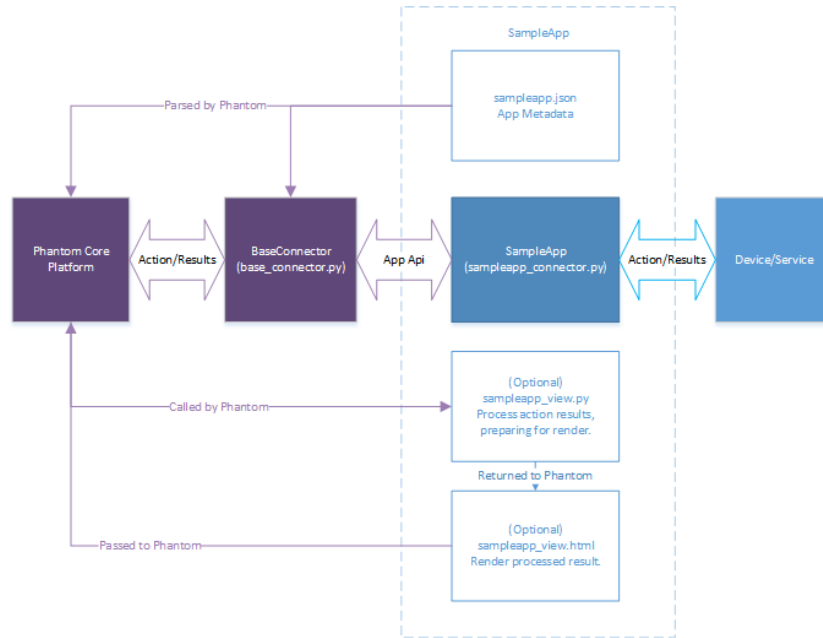 SampleApp
sampleapp.json
App Metadata
Parsed by Phantom
Phantom Core
Platform
Action/Results
BaseConnector
(base_connector.py)
App Api
SampleApp
(sampleapp_connector.py)
Action/Results
Device/Service
(Optional)
sampleapp_view.py
Process action results,
preparing for render.
Called by Phantom
Returned to Phantom
(Optional)
sampleapp_view.html
Render processed result.
Passed to Phantom